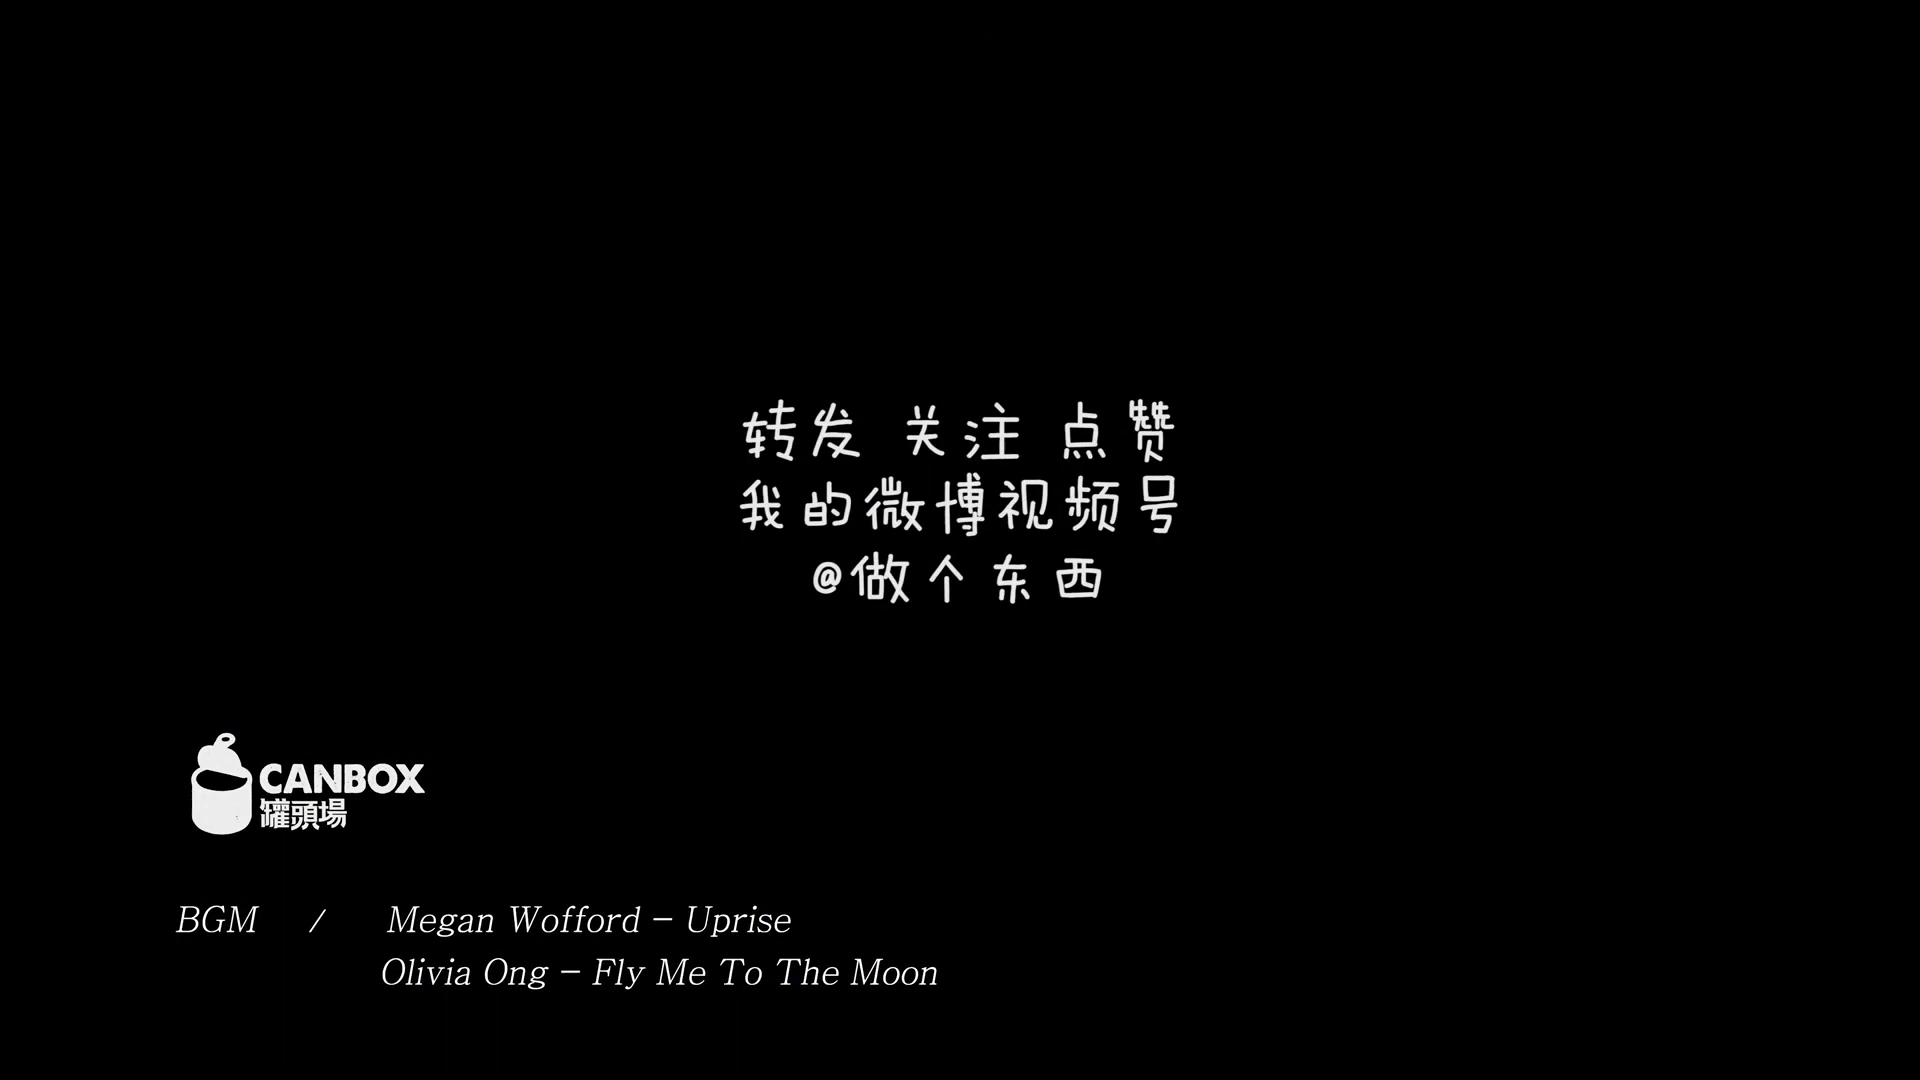 转发 关注 点赞
我的微博视频号
@做个东西
CANBOX
罐頭場
BGM / Megan Wofford – Uprise
Olivia Ong – Fly Me To The Moon